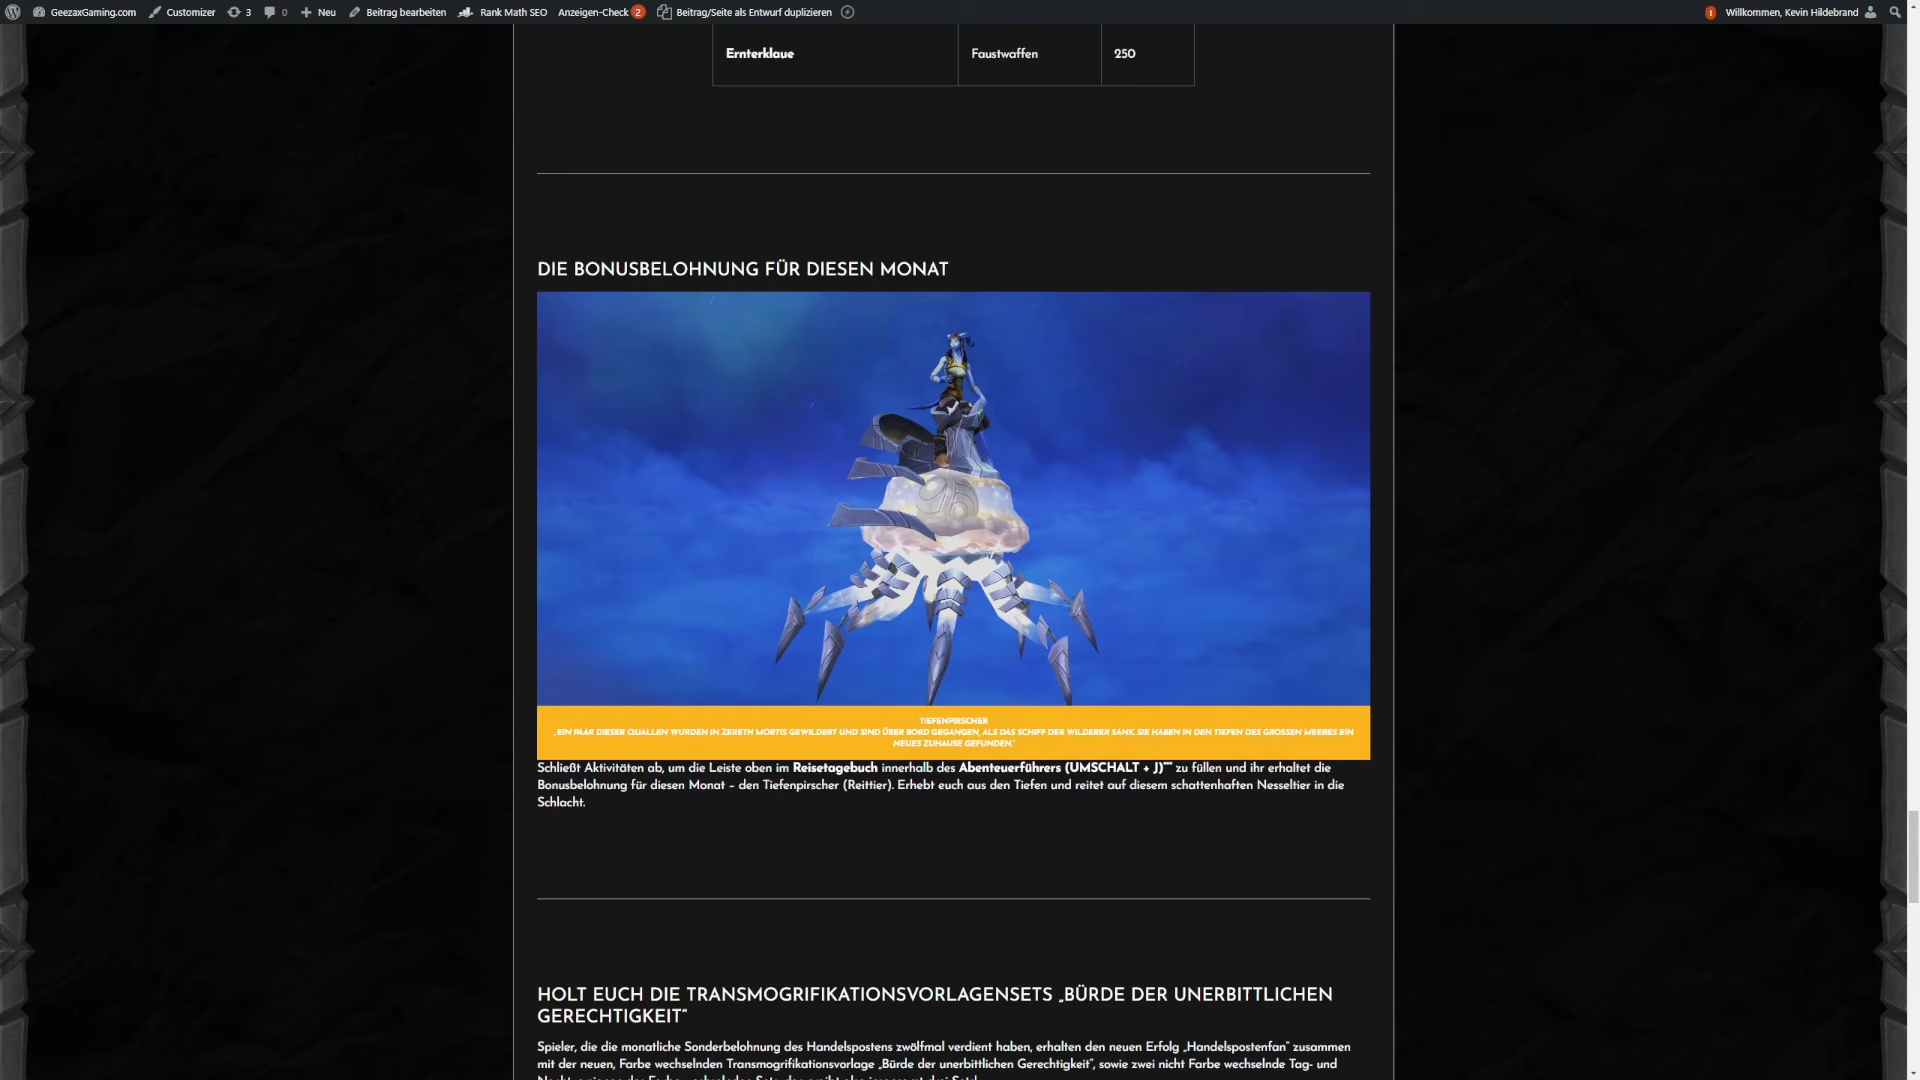 GeezaxGaming.com Customizer 3 0 Neu Beitrag bearbeiten Rank Math SEO Anzeigen-Check 2 Beitrag/Seite als Entwurf duplizieren ! Willkommen, Kevin Hildebrand
Ernterklaue Faustwaffen 250
DIE BONUSBELOHNUNG FÜR DIESEN MONAT
TIEFENPIRSCHER
„EIN PAAR DIESER QUALLEN WURDEN IN ZERETH MORTIS GEWILDERT UND SIND ÜBER BORD GEGANGEN, ALS DAS SCHIFF DER WILDERER SANK. SIE HABEN IN DEN TIEFEN DES GROSSEN MEERES EIN
NEUES ZUHAUSE GEFUNDEN.“
Schließt Aktivitäten ab, um die Leiste oben im Reisetagebuch innerhalb des Abenteuerführers (UMSCHALT + J)*** zu füllen und ihr erhaltet die
Bonusbelohnung für diesen Monat – den Tiefenpirscher (Reittier). Erhebt euch aus den Tiefen und reitet auf diesem schattenhaften Nesseltier in die
Schlacht.
HOLT EUCH DIE TRANSMOGRIFIKATIONSVORLAGENSETS „BÜRDE DER UNERBITTLICHEN
GERECHTIGKEIT“
Spieler, die die monatliche Sonderbelohnung des Handelspostens zwölfmal verdient haben, erhalten den neuen Erfolg „Handelspostenfan“ zusammen
mit der neuen, Farbe wechselnden Transmogrifikationsvorlage „Bürde der unerbittlichen Gerechtigkeit“, sowie zwei nicht Farbe wechselnde Tag- und